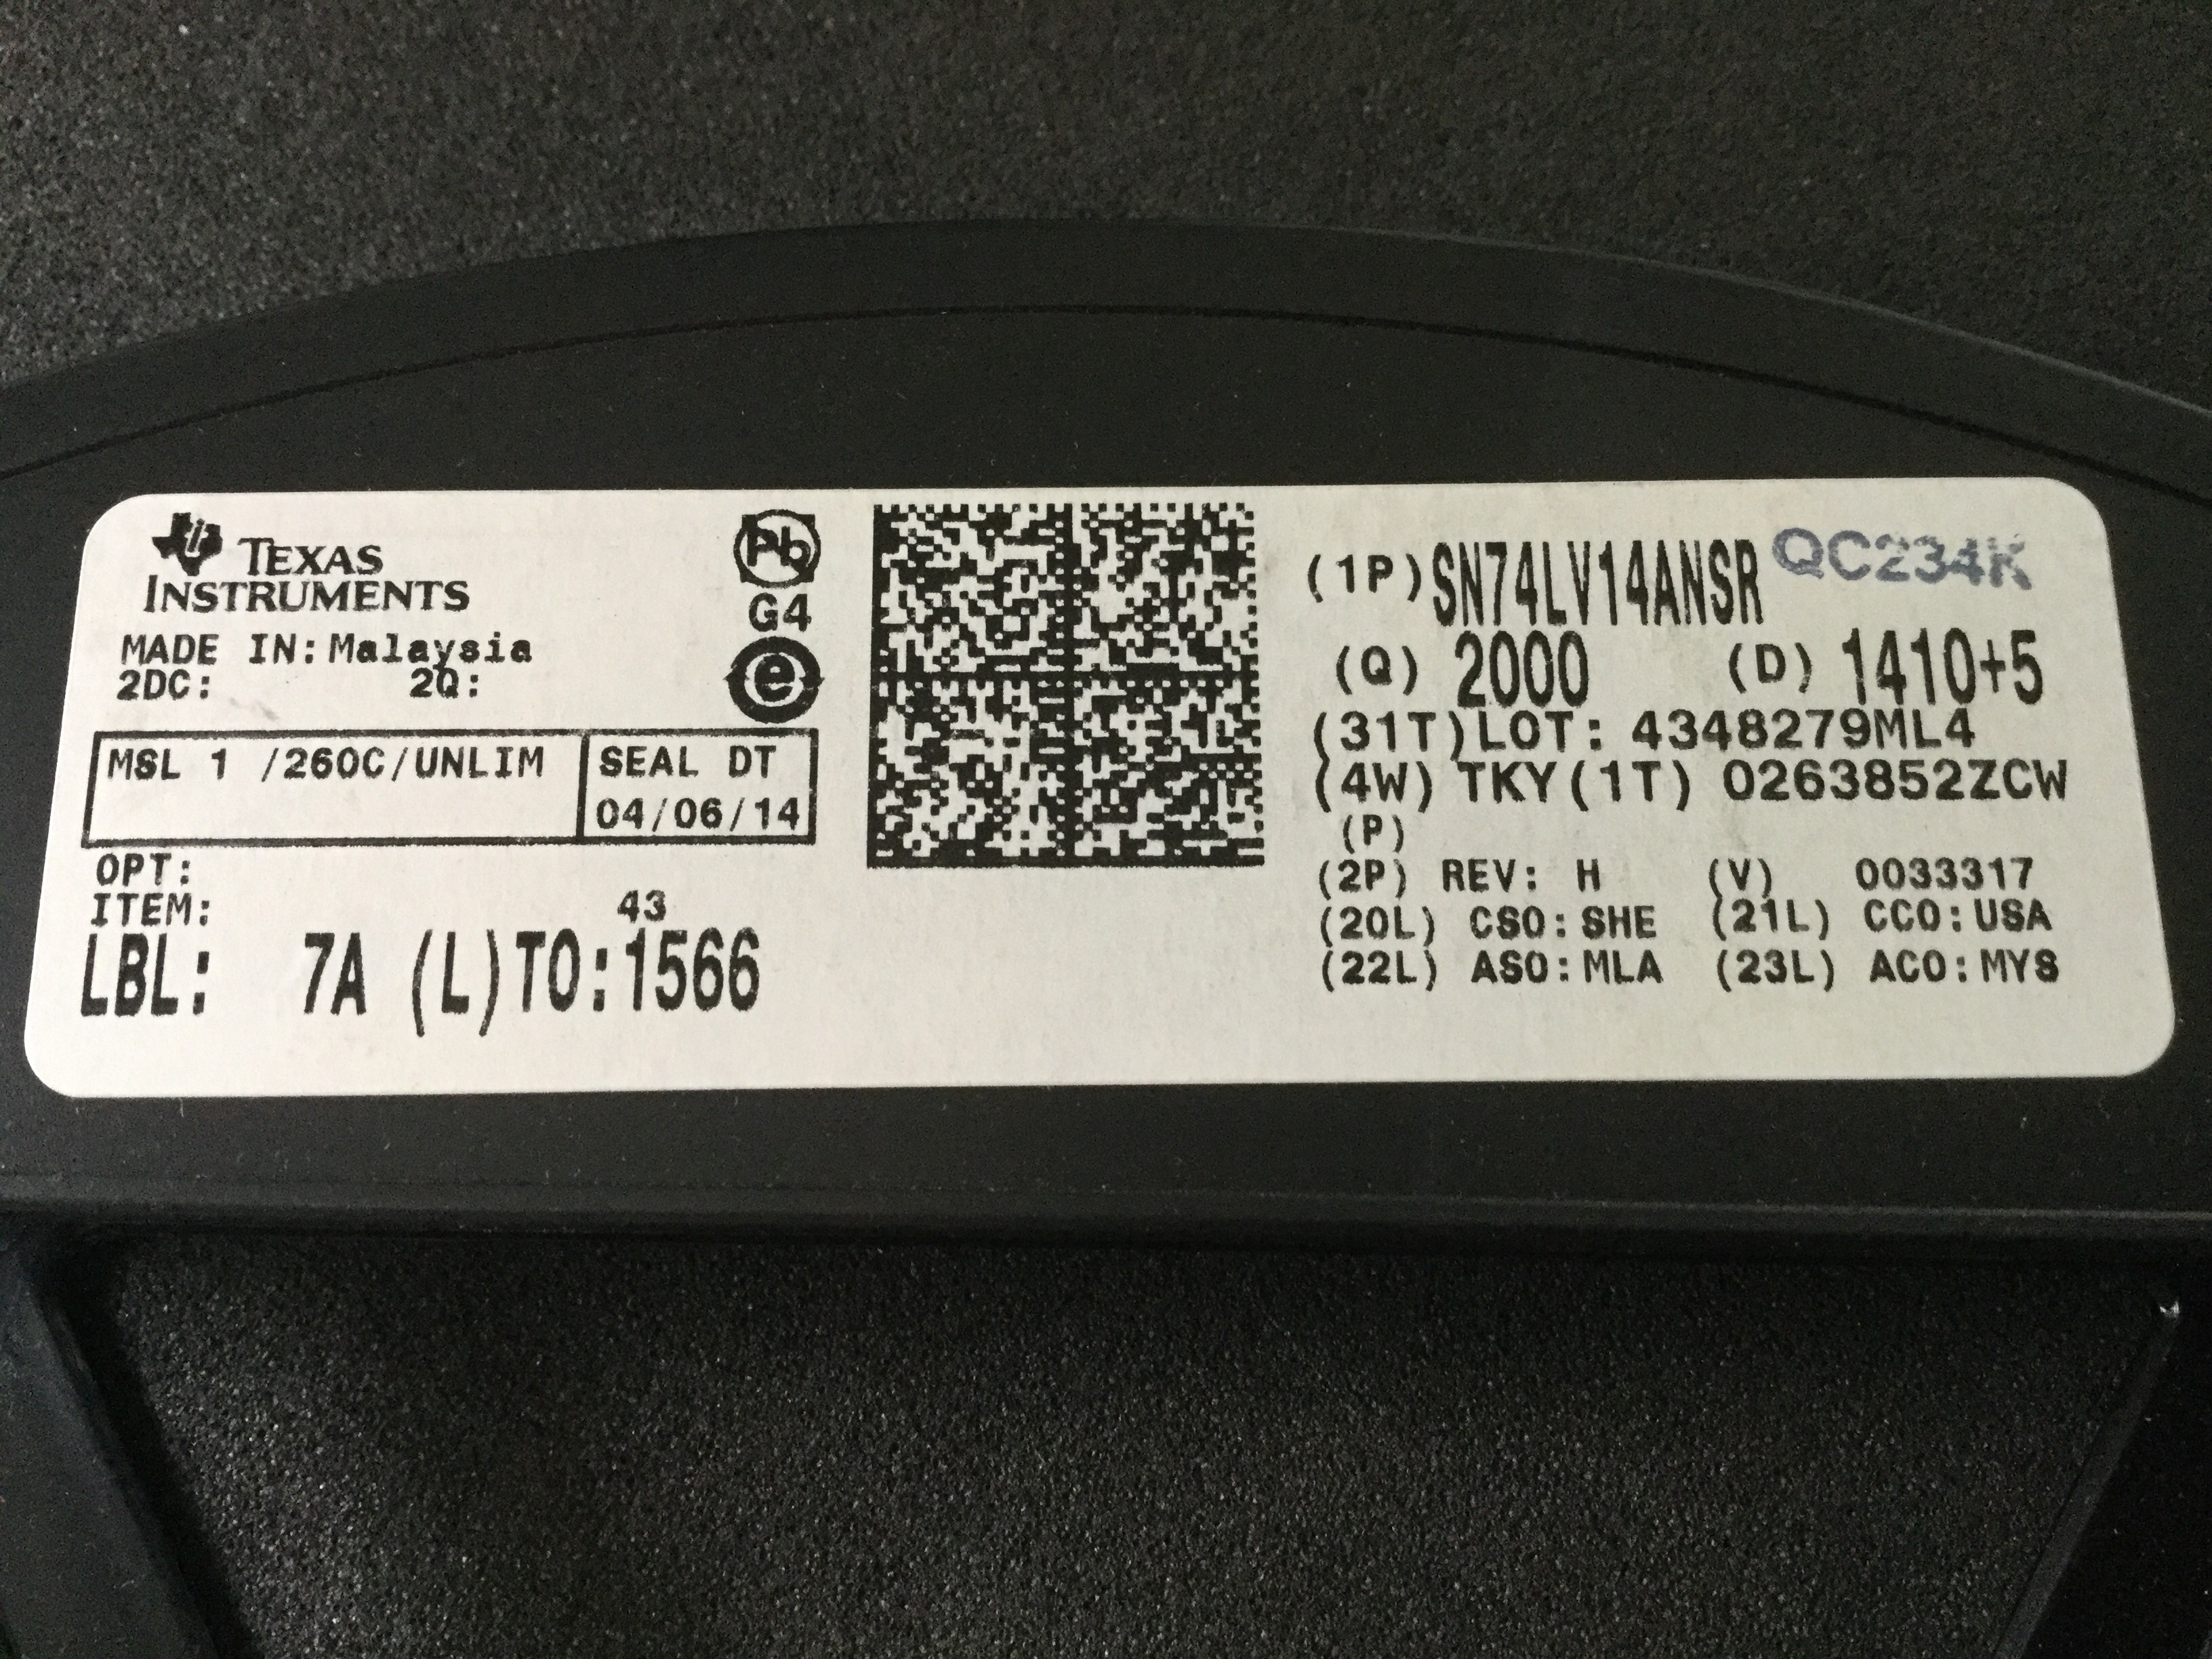 TEXAS
INSTRUMENTS
MADE IN: Malaysia
2DC: 2Q:
Pb
G4
e
MSL 1 /260C/UNLIM
SEAL DT
04/06/14
OPT:
ITEM:
43
LBL: 7A (L)TO:1566
(1P)SN74LV14ANSR QC234K
(Q) 2000 (D) 1410+5
(31T)LOT: 4348279ML4
(4W) TKY(1T) 0263852ZCW
(P)
(2P) REV: H (V) 0033317
(20L) CSO:SHE (21L) CCO:USA
(22L) ASO:MLA (23L) ACO:MYS